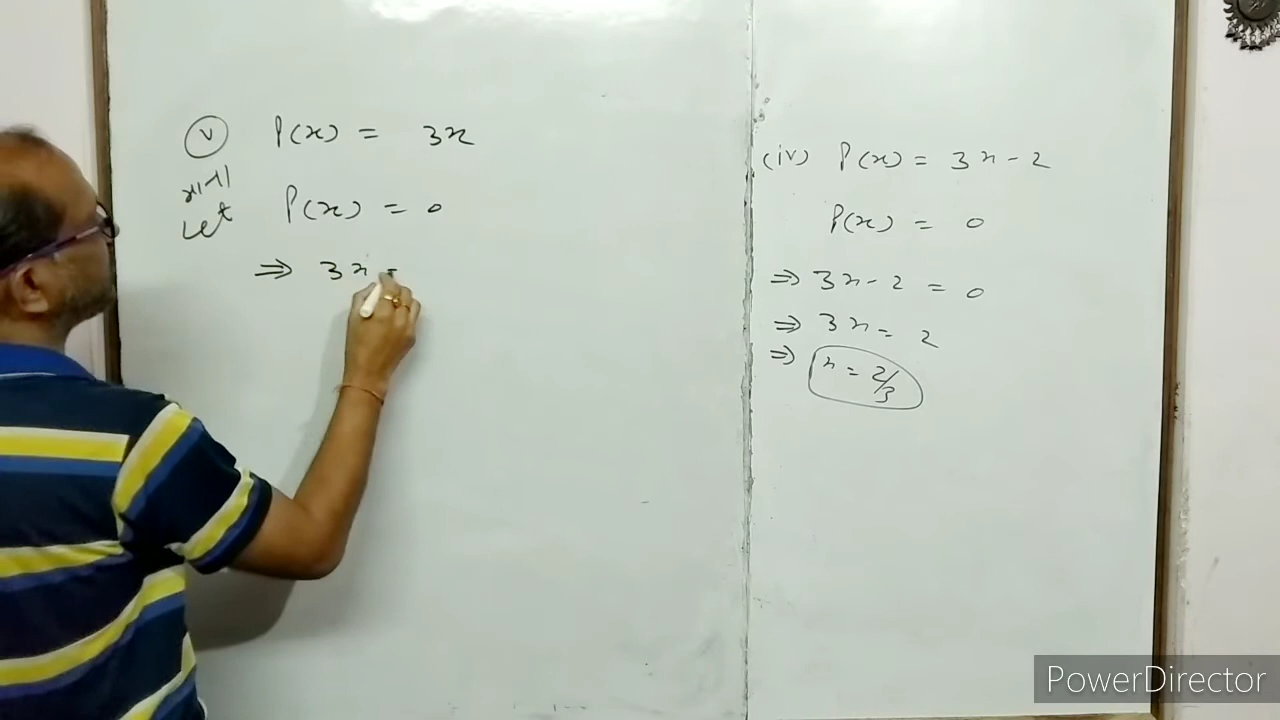 (v) P(x) = 3x
Let P(x) = 0
⇒ 3x =
(iv) P(x) = 3x - 2
P(x) = 0
⇒ 3x - 2 = 0
⇒ 3x = 2
⇒ x = 2/3
PowerDirector